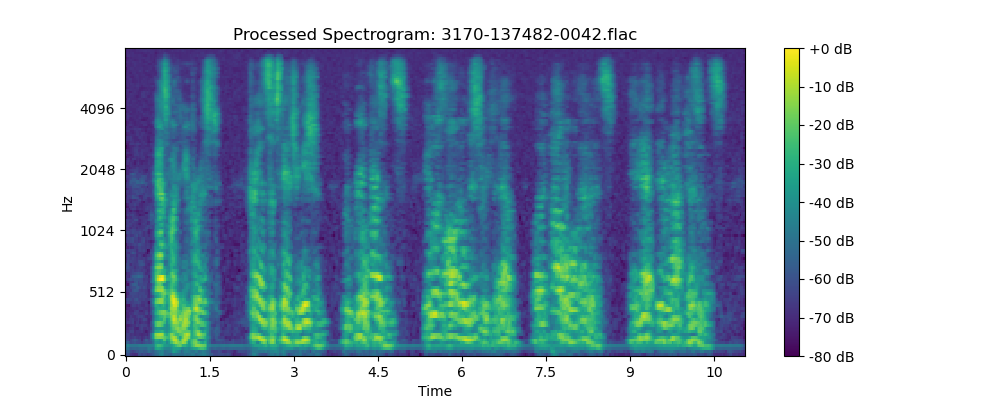 Processed Spectrogram: 3170-137482-0042.flac
Hz
4096
2048
1024
512
0
0 1.5 3 4.5 6 7.5 9 10
Time
+0 dB
-10 dB
-20 dB
-30 dB
-40 dB
-50 dB
-60 dB
-70 dB
-80 dB